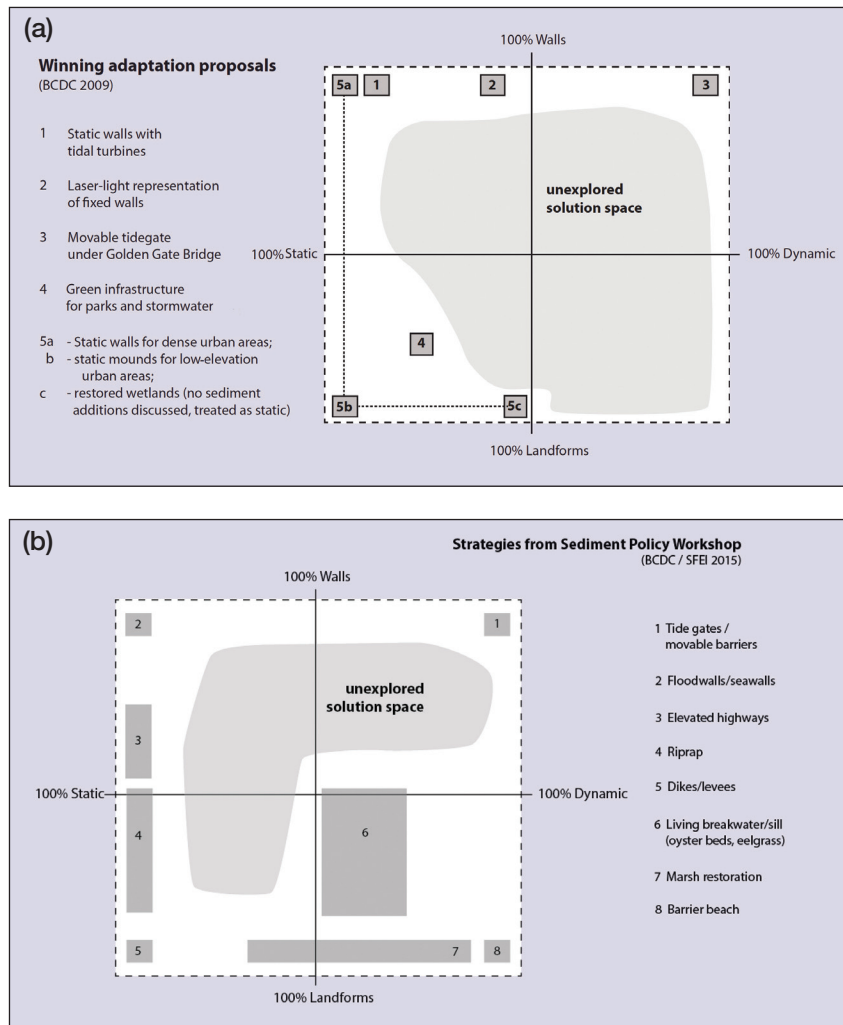 (a)
Winning adaptation proposals
(BCDC 2009)
1 Static walls with
tidal turbines
2 Laser-light representation
of fixed walls
3 Movable tidegate
under Golden Gate Bridge
4 Green infrastructure
for parks and stormwater
5a - Static walls for dense urban areas;
b - static mounds for low-elevation
urban areas;
c - restored wetlands (no sediment
additions discussed, treated as static)
100% Walls
5a 1 2 3
unexplored
solution space
100% Static
100% Dynamic
4
5b 5c
100% Landforms
(b)
Strategies from Sediment Policy Workshop
(BCDC / SFEI 2015)
100% Walls
2 1
unexplored
solution space
3
100% Static
100% Dynamic
4 6
5 7 8
100% Landforms
1 Tide gates /
movable barriers
2 Floodwalls/seawalls
3 Elevated highways
4 Riprap
5 Dikes/levees
6 Living breakwater/sill
(oyster beds, eelgrass)
7 Marsh restoration
8 Barrier beach